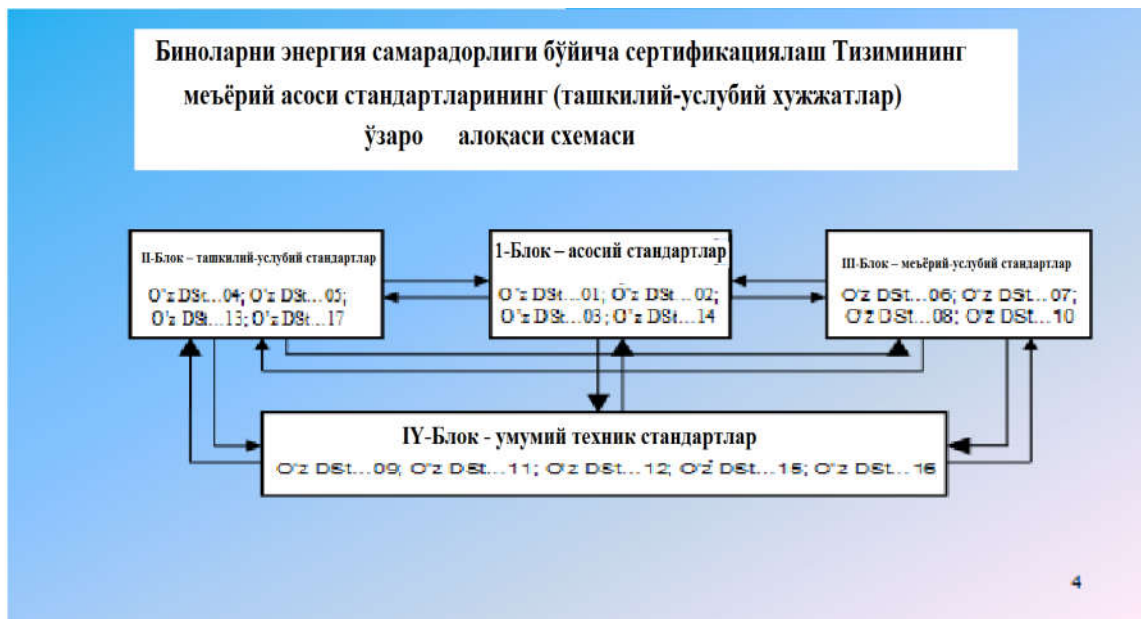 Биноларни энергия самарадорлиги бўйича сертификациялаш Тизимининг
меъёрий асоси стандартларининг (ташкилий-услубий хужжатлар)
ўзаро алоқаси схемаси
II-Блок – ташкилий-услубий стандартлар
O'z DSt...04; O'z DSt...05;
O'z DSt...13; O'z DSt...17
1-Блок – асосий стандартлар
O'z DSt...01; O'z DSt...02;
O'z DSt...03; O'z DSt...14
III-Блок – меъёрий-услубий стандартлар
O'z DSt...06; O'z DSt...07;
O'z DSt...08; O'z DSt...10
IY-Блок - умумий техник стандартлар
O'z DSt...09; O'z DSt...11; O'z DSt...12; O'z DSt...15; O'z DSt...16
4